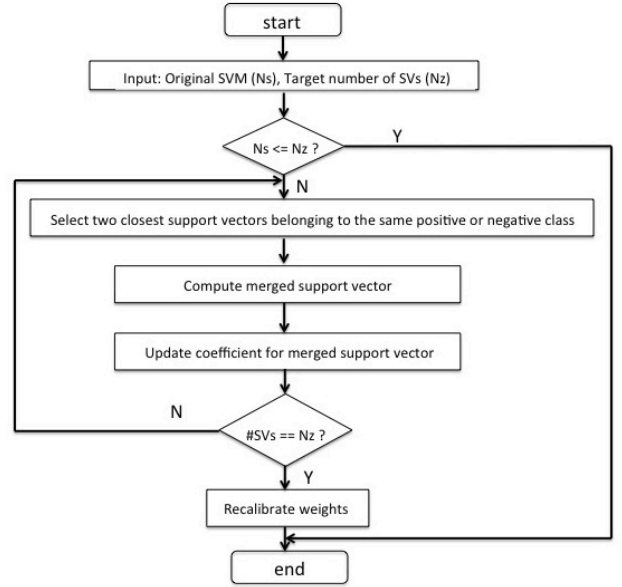 start
Input: Original SVM (Ns), Target number of SVs (Nz)
Ns <= Nz ?
Y
N
Select two closest support vectors belonging to the same positive or negative class
Compute merged support vector
Update coefficient for merged support vector
N
#SVs == Nz ?
Y
Recalibrate weights
end